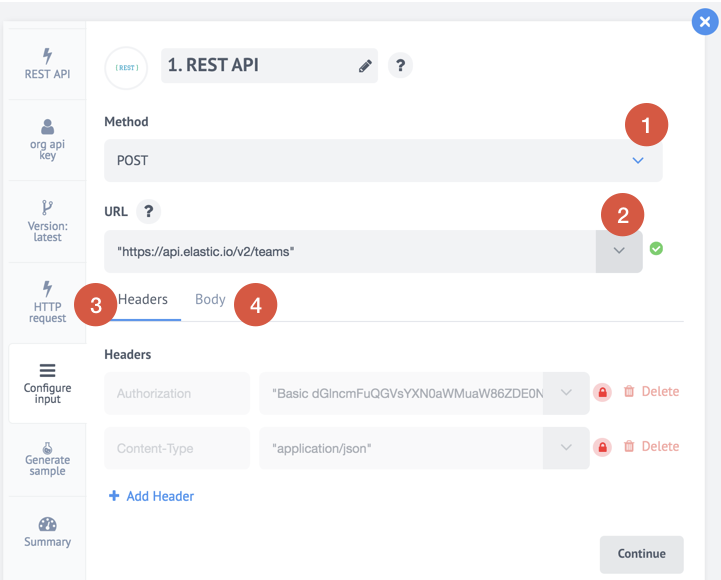 REST API
org api
key
Version:
latest
HTTP
request
Configure
input
Generate
sample
Summary
{ REST }
1. REST API
?
Method
1
POST
URL
?
2
"https://api.elastic.io/v2/teams"
3
Headers
Body
4
Headers
Authorization
"Basic dGlncmFuQGVsYXN0aWMuaW86ZDE0N
Delete
Content-Type
"application/json"
Delete
+ Add Header
Continue